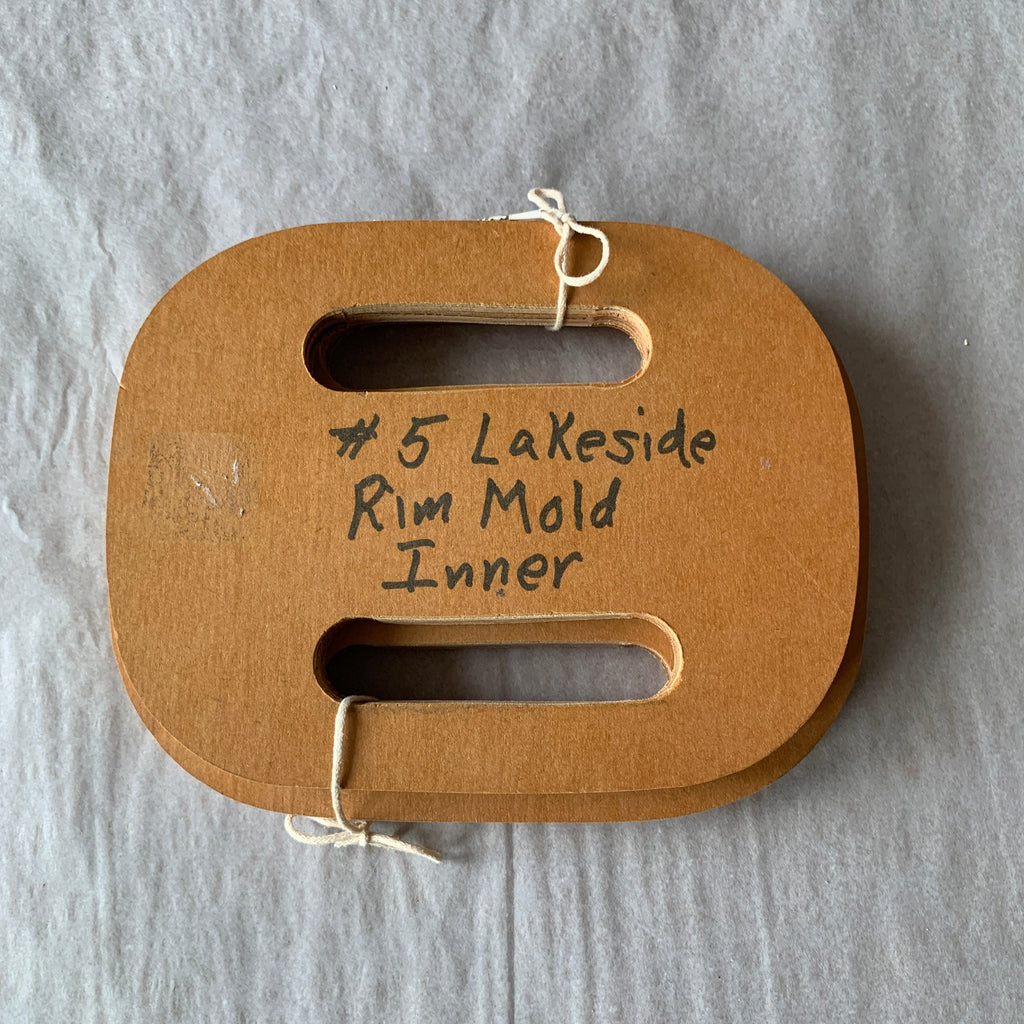 # 5 Lakeside
Rim Mold
Inner